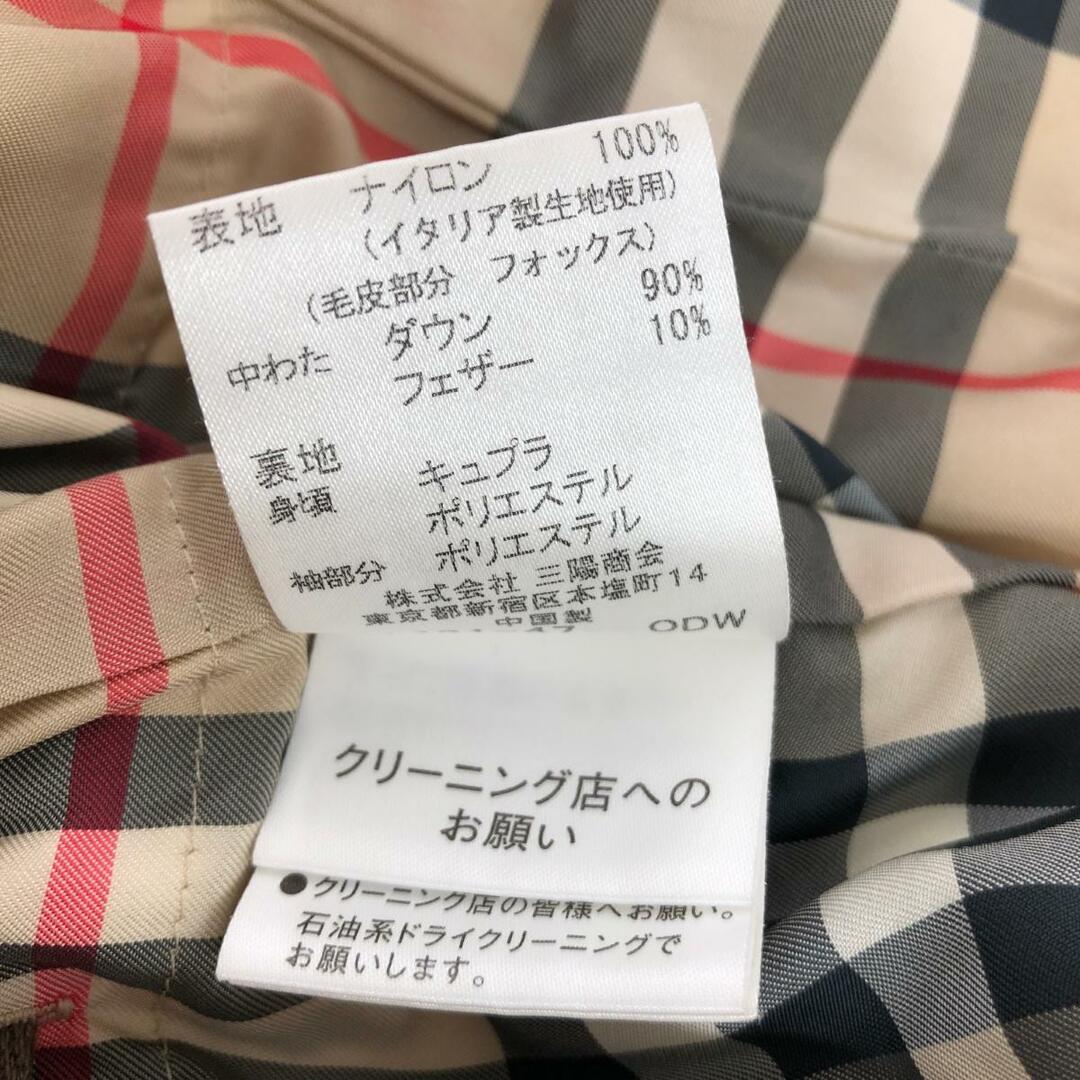 表地 ナイロン 100%
(イタリア製生地使用)
(毛皮部分 フォックス)
中わた ダウン 90%
フェザー 10%
裏地 キュプラ
身頃 ポリエステル
袖部分 ポリエステル
株式会社 三陽商会
東京都新宿区本塩町14
中国製
ODW
クリーニング店への
お願い
●クリーニング店の皆様へお願い。
石油系ドライクリーニングで
お願いします。